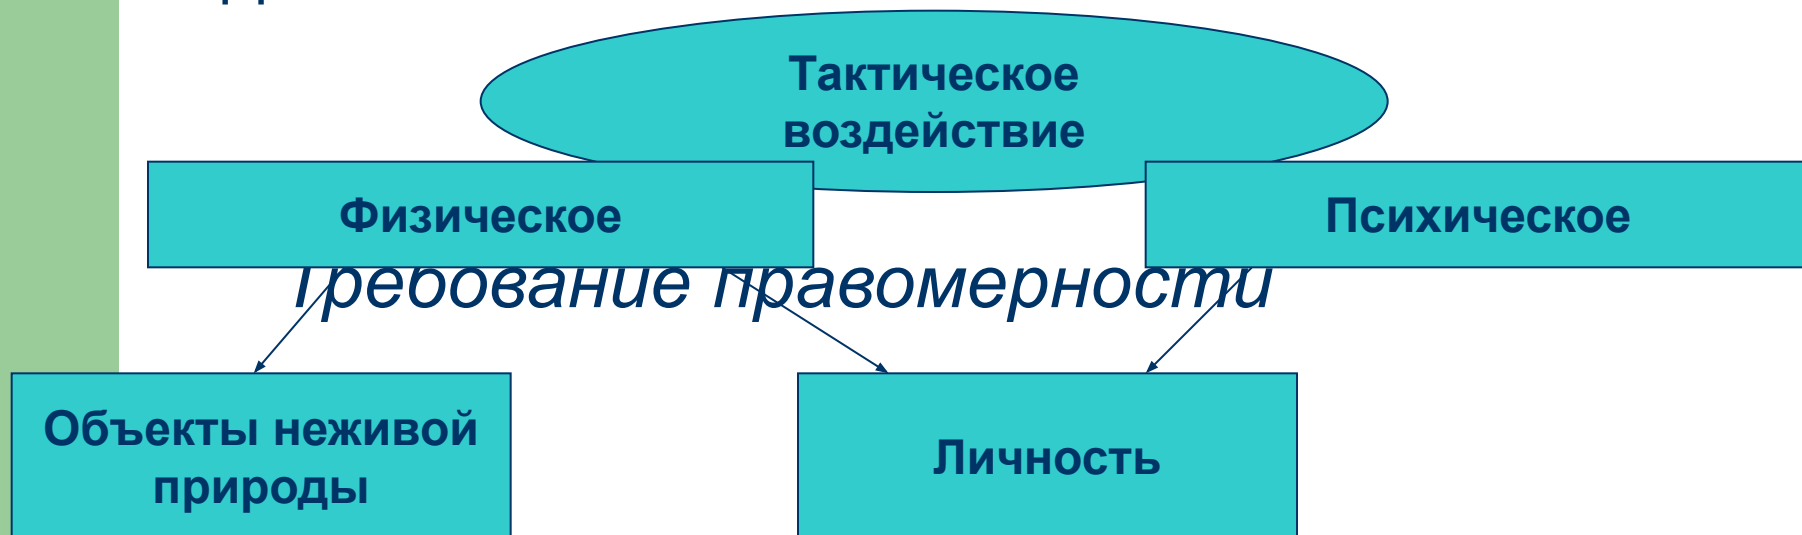 Тактическое
воздействие
Физическое
Психическое
Требование правомерности
Объекты неживой
природы
Личность